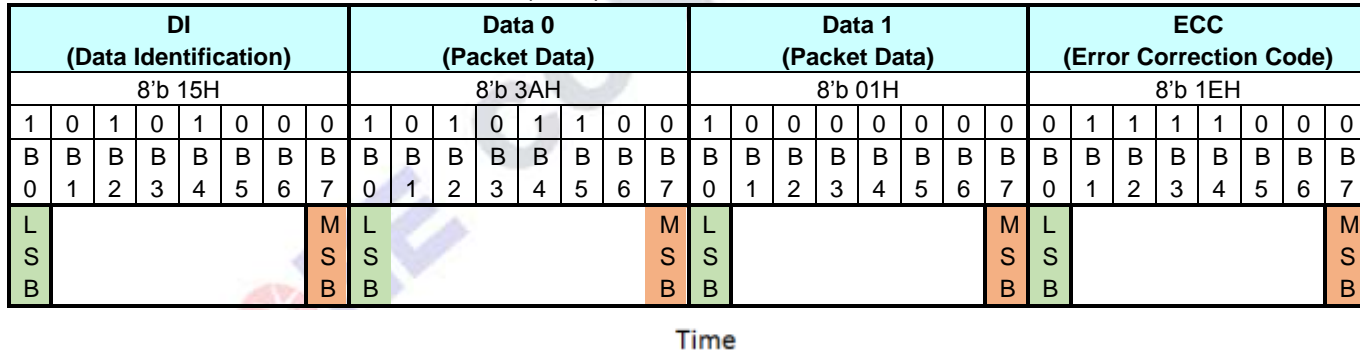 DI Data 0 Data 1 ECC
(Data Identification) (Packet Data) (Packet Data) (Error Correction Code)
8’b 15H 8’b 3AH 8’b 01H 8’b 1EH
1 0 1 0 1 0 0 0 1 0 1 0 1 1 0 0 1 0 0 0 0 0 0 0 0 1 1 1 1 0 0 0
B B B B B B B B B B B B B B B B B B B B B B B B B B B B B B B B
0 1 2 3 4 5 6 7 0 1 2 3 4 5 6 7 0 1 2 3 4 5 6 7 0 1 2 3 4 5 6 7
L M L M L M L M
S S S S S S S S
B B B B B B B B
Time